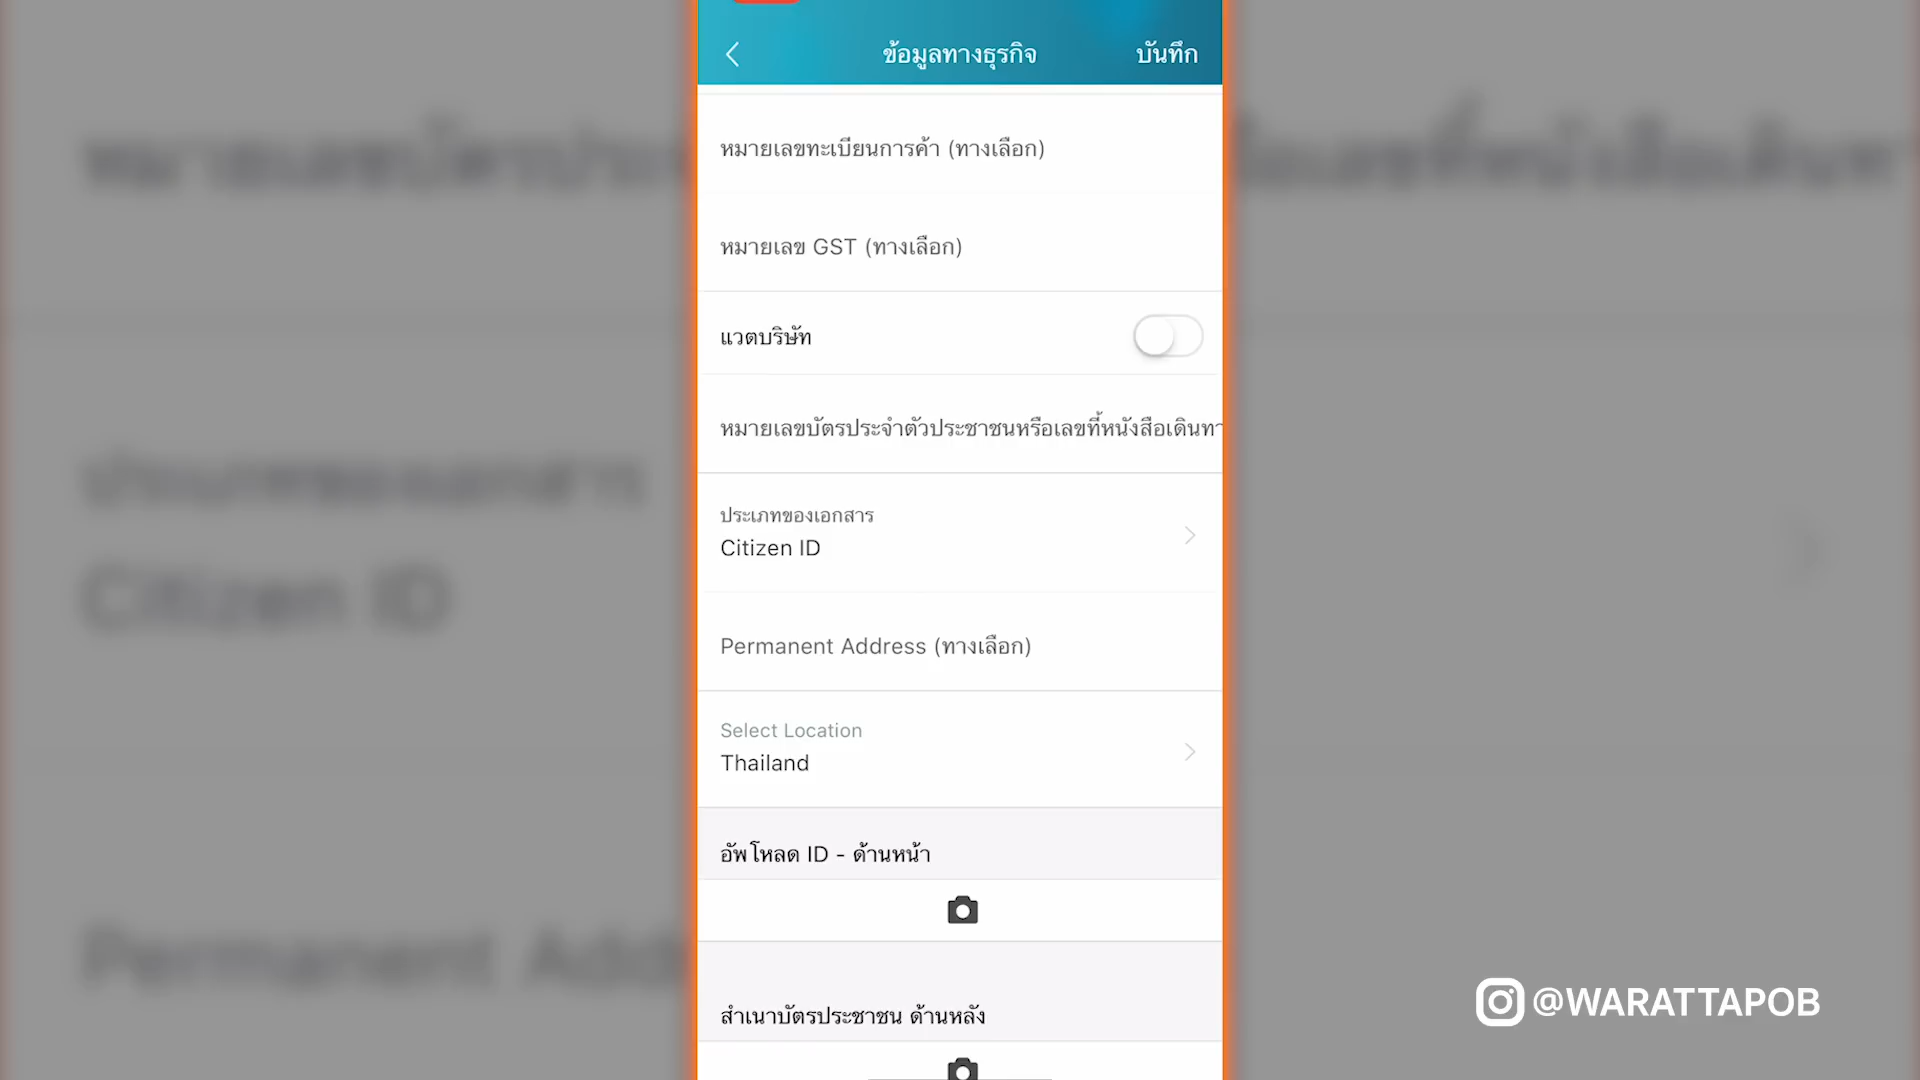 ข้อมูลทางธุรกิจ
บันทึก
หมายเลขทะเบียนการค้า (ทางเลือก)
หมายเลข GST (ทางเลือก)
แวตบริษัท
หมายเลขบัตรประจำตัวประชาชนหรือเลขที่หนังสือเดินทา
ประเภทของเอกสาร
Citizen ID
Permanent Address (ทางเลือก)
Select Location
Thailand
อัพโหลด ID - ด้านหน้า
สำเนาบัตรประชาชน ด้านหลัง
@WARATTAPOB